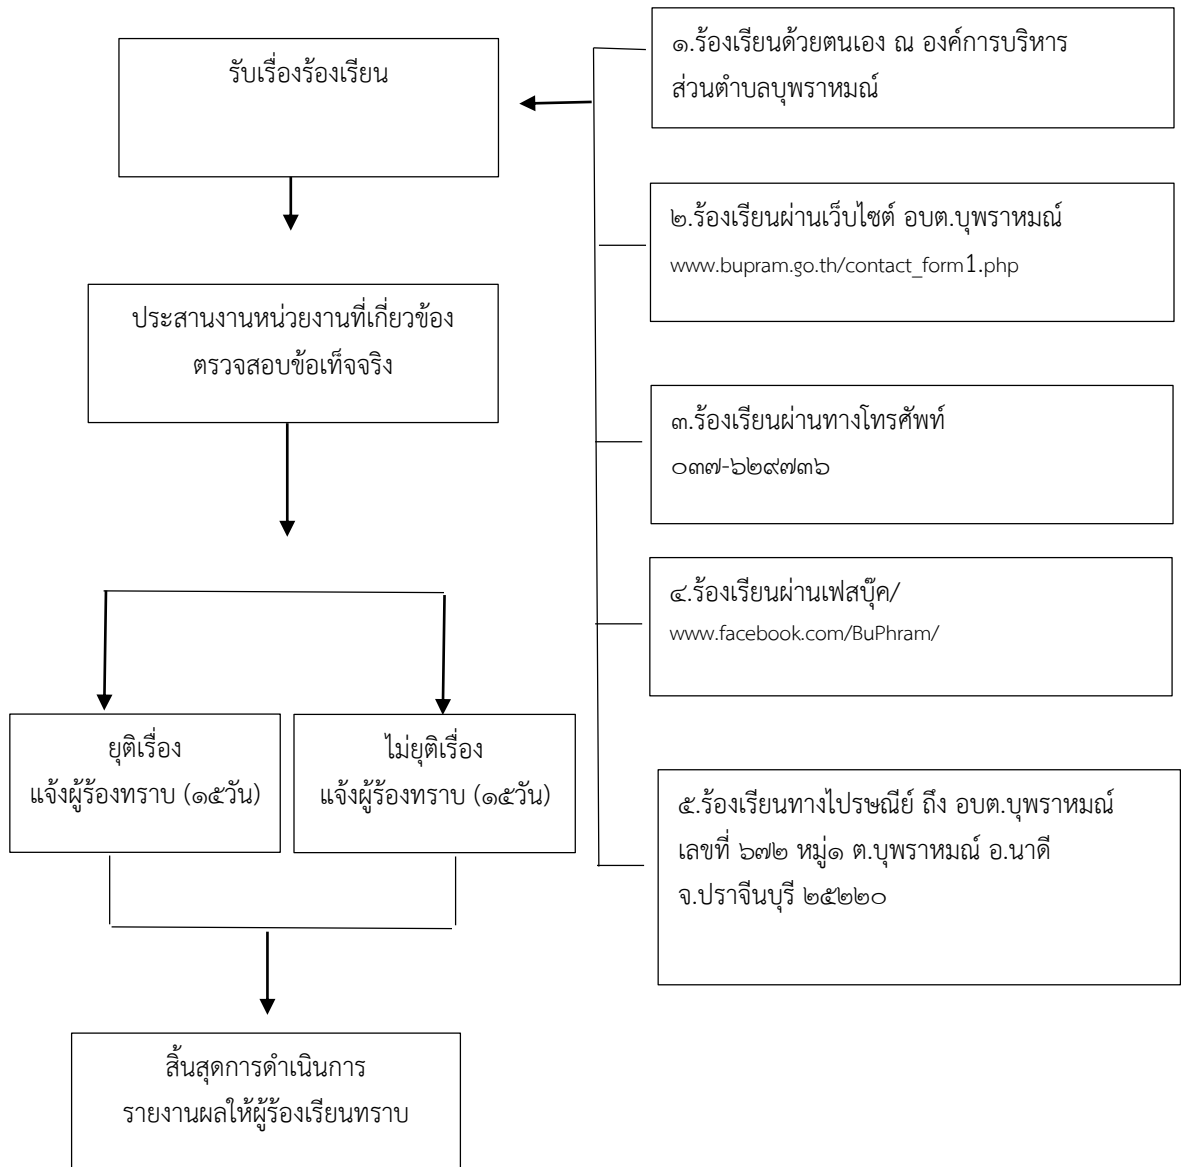 รับเรื่องร้องเรียน
๑.ร้องเรียนด้วยตนเอง ณ องค์การบริหาร
ส่วนตำบลบุพราหมณ์
๒.ร้องเรียนผ่านเว็บไซต์ อบต.บุพราหมณ์
www.bupram.go.th/contact_form1.php
ประสานงานหน่วยงานที่เกี่ยวข้อง
ตรวจสอบข้อเท็จจริง
๓.ร้องเรียนผ่านทางโทรศัพท์
๐๓๗-๖๒๙๗๓๖
๔.ร้องเรียนผ่านเฟสบุ๊ค/
www.facebook.com/BuPhram/
ยุติเรื่อง
แจ้งผู้ร้องทราบ (๑๕วัน)
ไม่ยุติเรื่อง
แจ้งผู้ร้องทราบ (๑๕วัน)
๕.ร้องเรียนทางไปรษณีย์ ถึง อบต.บุพราหมณ์
เลขที่ ๖๗๒ หมู่๑ ต.บุพราหมณ์ อ.นาดี
จ.ปราจีนบุรี ๒๕๒๒๐
สิ้นสุดการดำเนินการ
รายงานผลให้ผู้ร้องเรียนทราบ